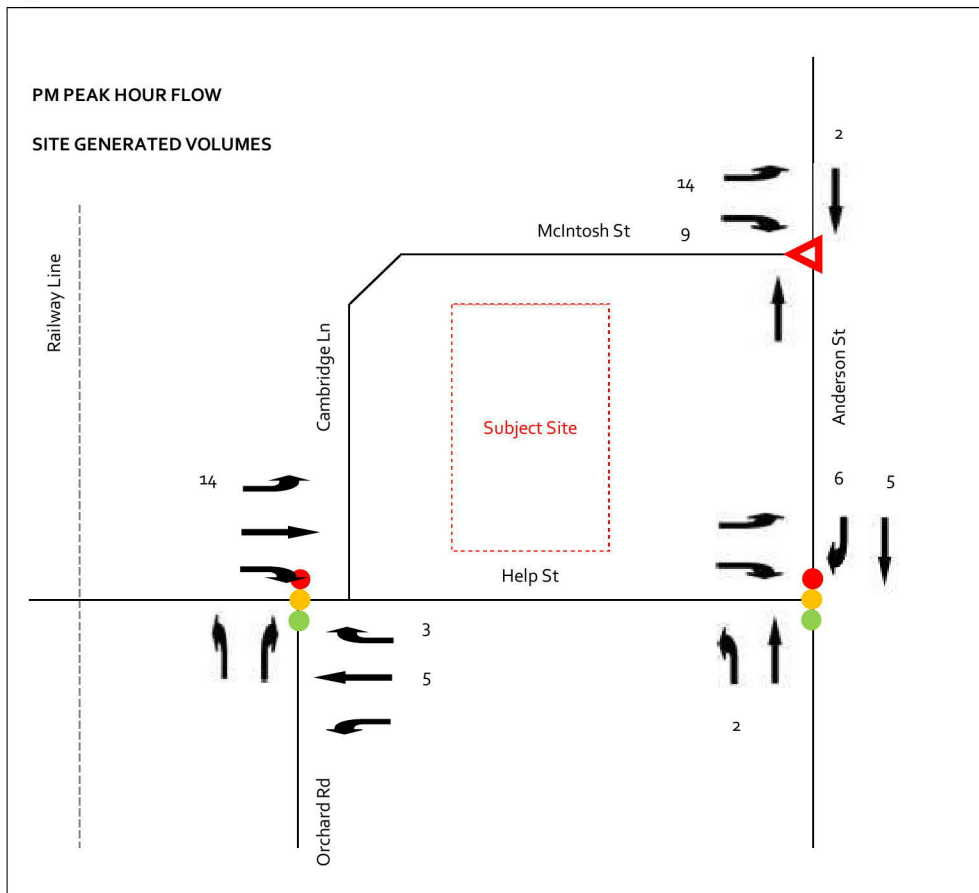 PM PEAK HOUR FLOW
SITE GENERATED VOLUMES
2
14
McIntosh St
9
Railway Line
Cambridge Ln
Anderson St
Subject Site
14
6
5
Help St
3
5
2
Orchard Rd